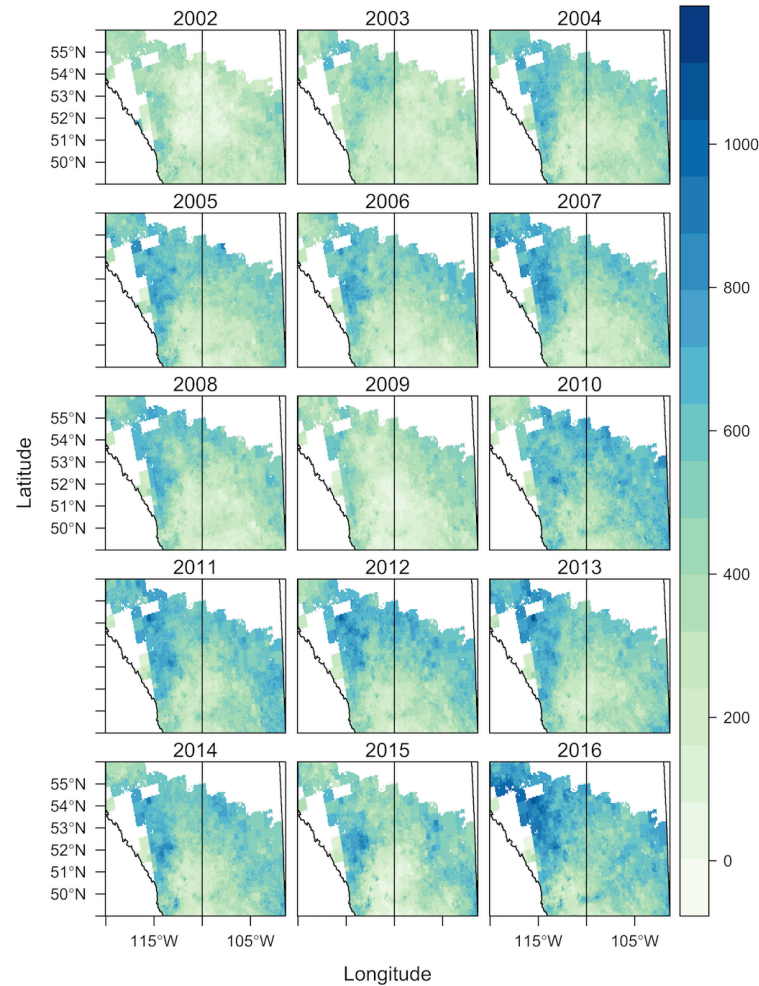 2002 2003 2004
55°N
54°N
53°N
52°N
51°N
50°N
2005 2006 2007
2008 2009 2010
55°N
54°N
53°N
52°N
51°N
50°N
2011 2012 2013
2014 2015 2016
55°N
54°N
53°N
52°N
51°N
50°N
115°W 105°W 115°W 105°W
Latitude
Longitude
1000
800
600
400
200
0